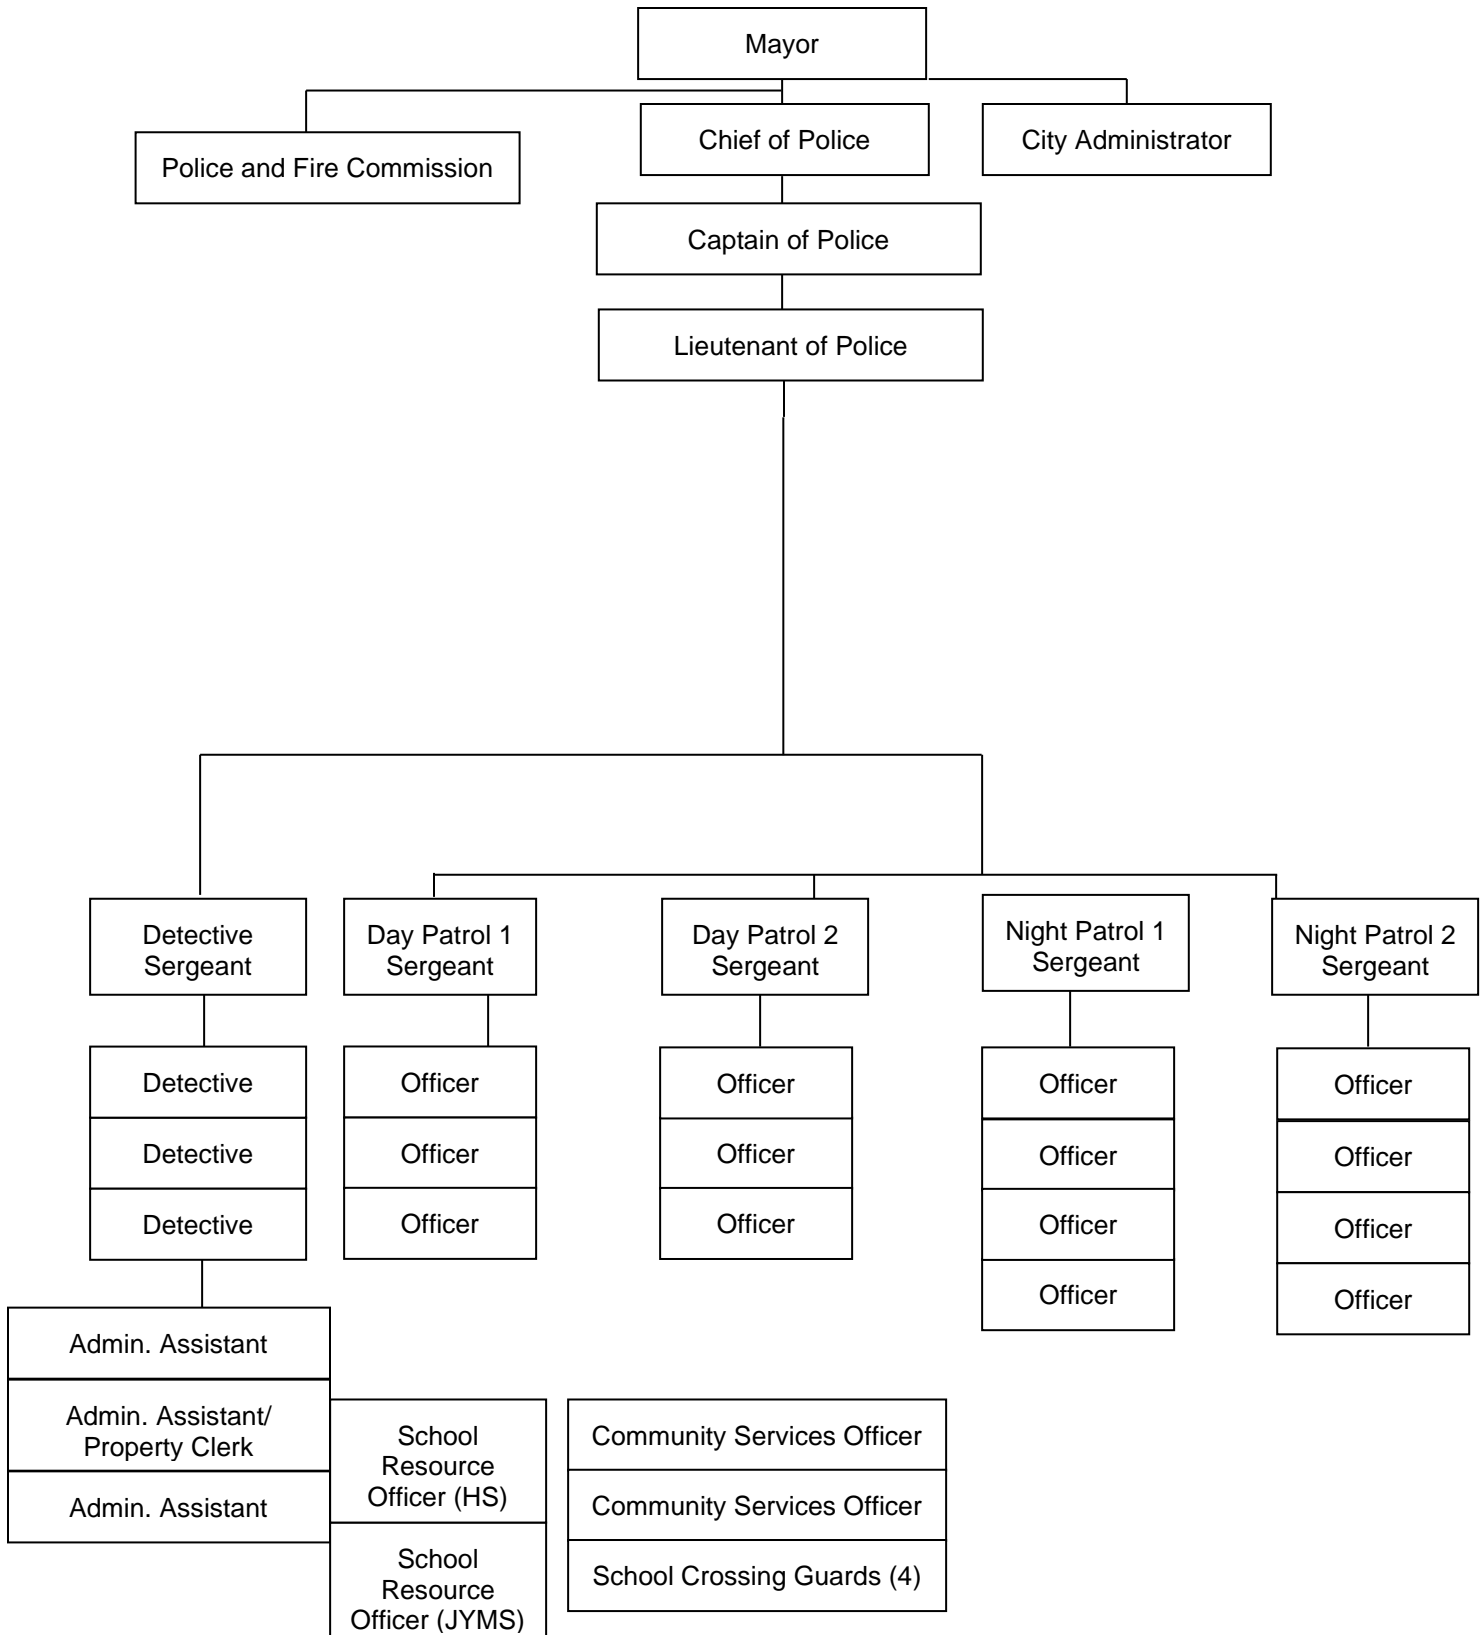 Mayor
Police and Fire Commission
Chief of Police
City Administrator
Captain of Police
Lieutenant of Police
Detective
Sergeant
Day Patrol 1
Sergeant
Day Patrol 2
Sergeant
Night Patrol 1
Sergeant
Night Patrol 2
Sergeant
Detective
Detective
Detective
Officer
Officer
Officer
Officer
Officer
Officer
Officer
Officer
Officer
Officer
Officer
Officer
Officer
Officer
Admin. Assistant
Admin. Assistant/
Property Clerk
Admin. Assistant
School
Resource
Officer (HS)
School
Resource
Officer (JYMS)
Community Services Officer
Community Services Officer
School Crossing Guards (4)